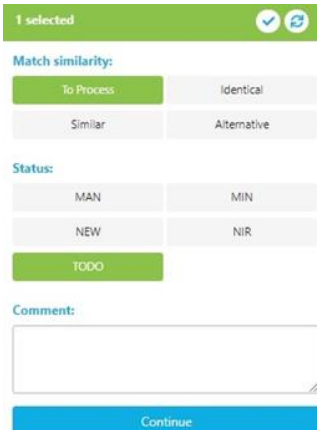 1 selected
Match similarity:
To Process Identical
Similar Alternative
Status:
MAN MIN
NEW NIR
TODO
Comment:
Continue